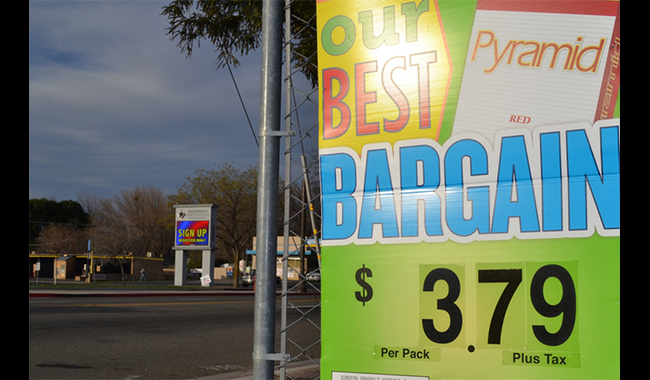 our
BEST
Pyramid
RED
BARGAIN
$ 3.79
Per Pack
Plus Tax
SIGN UP